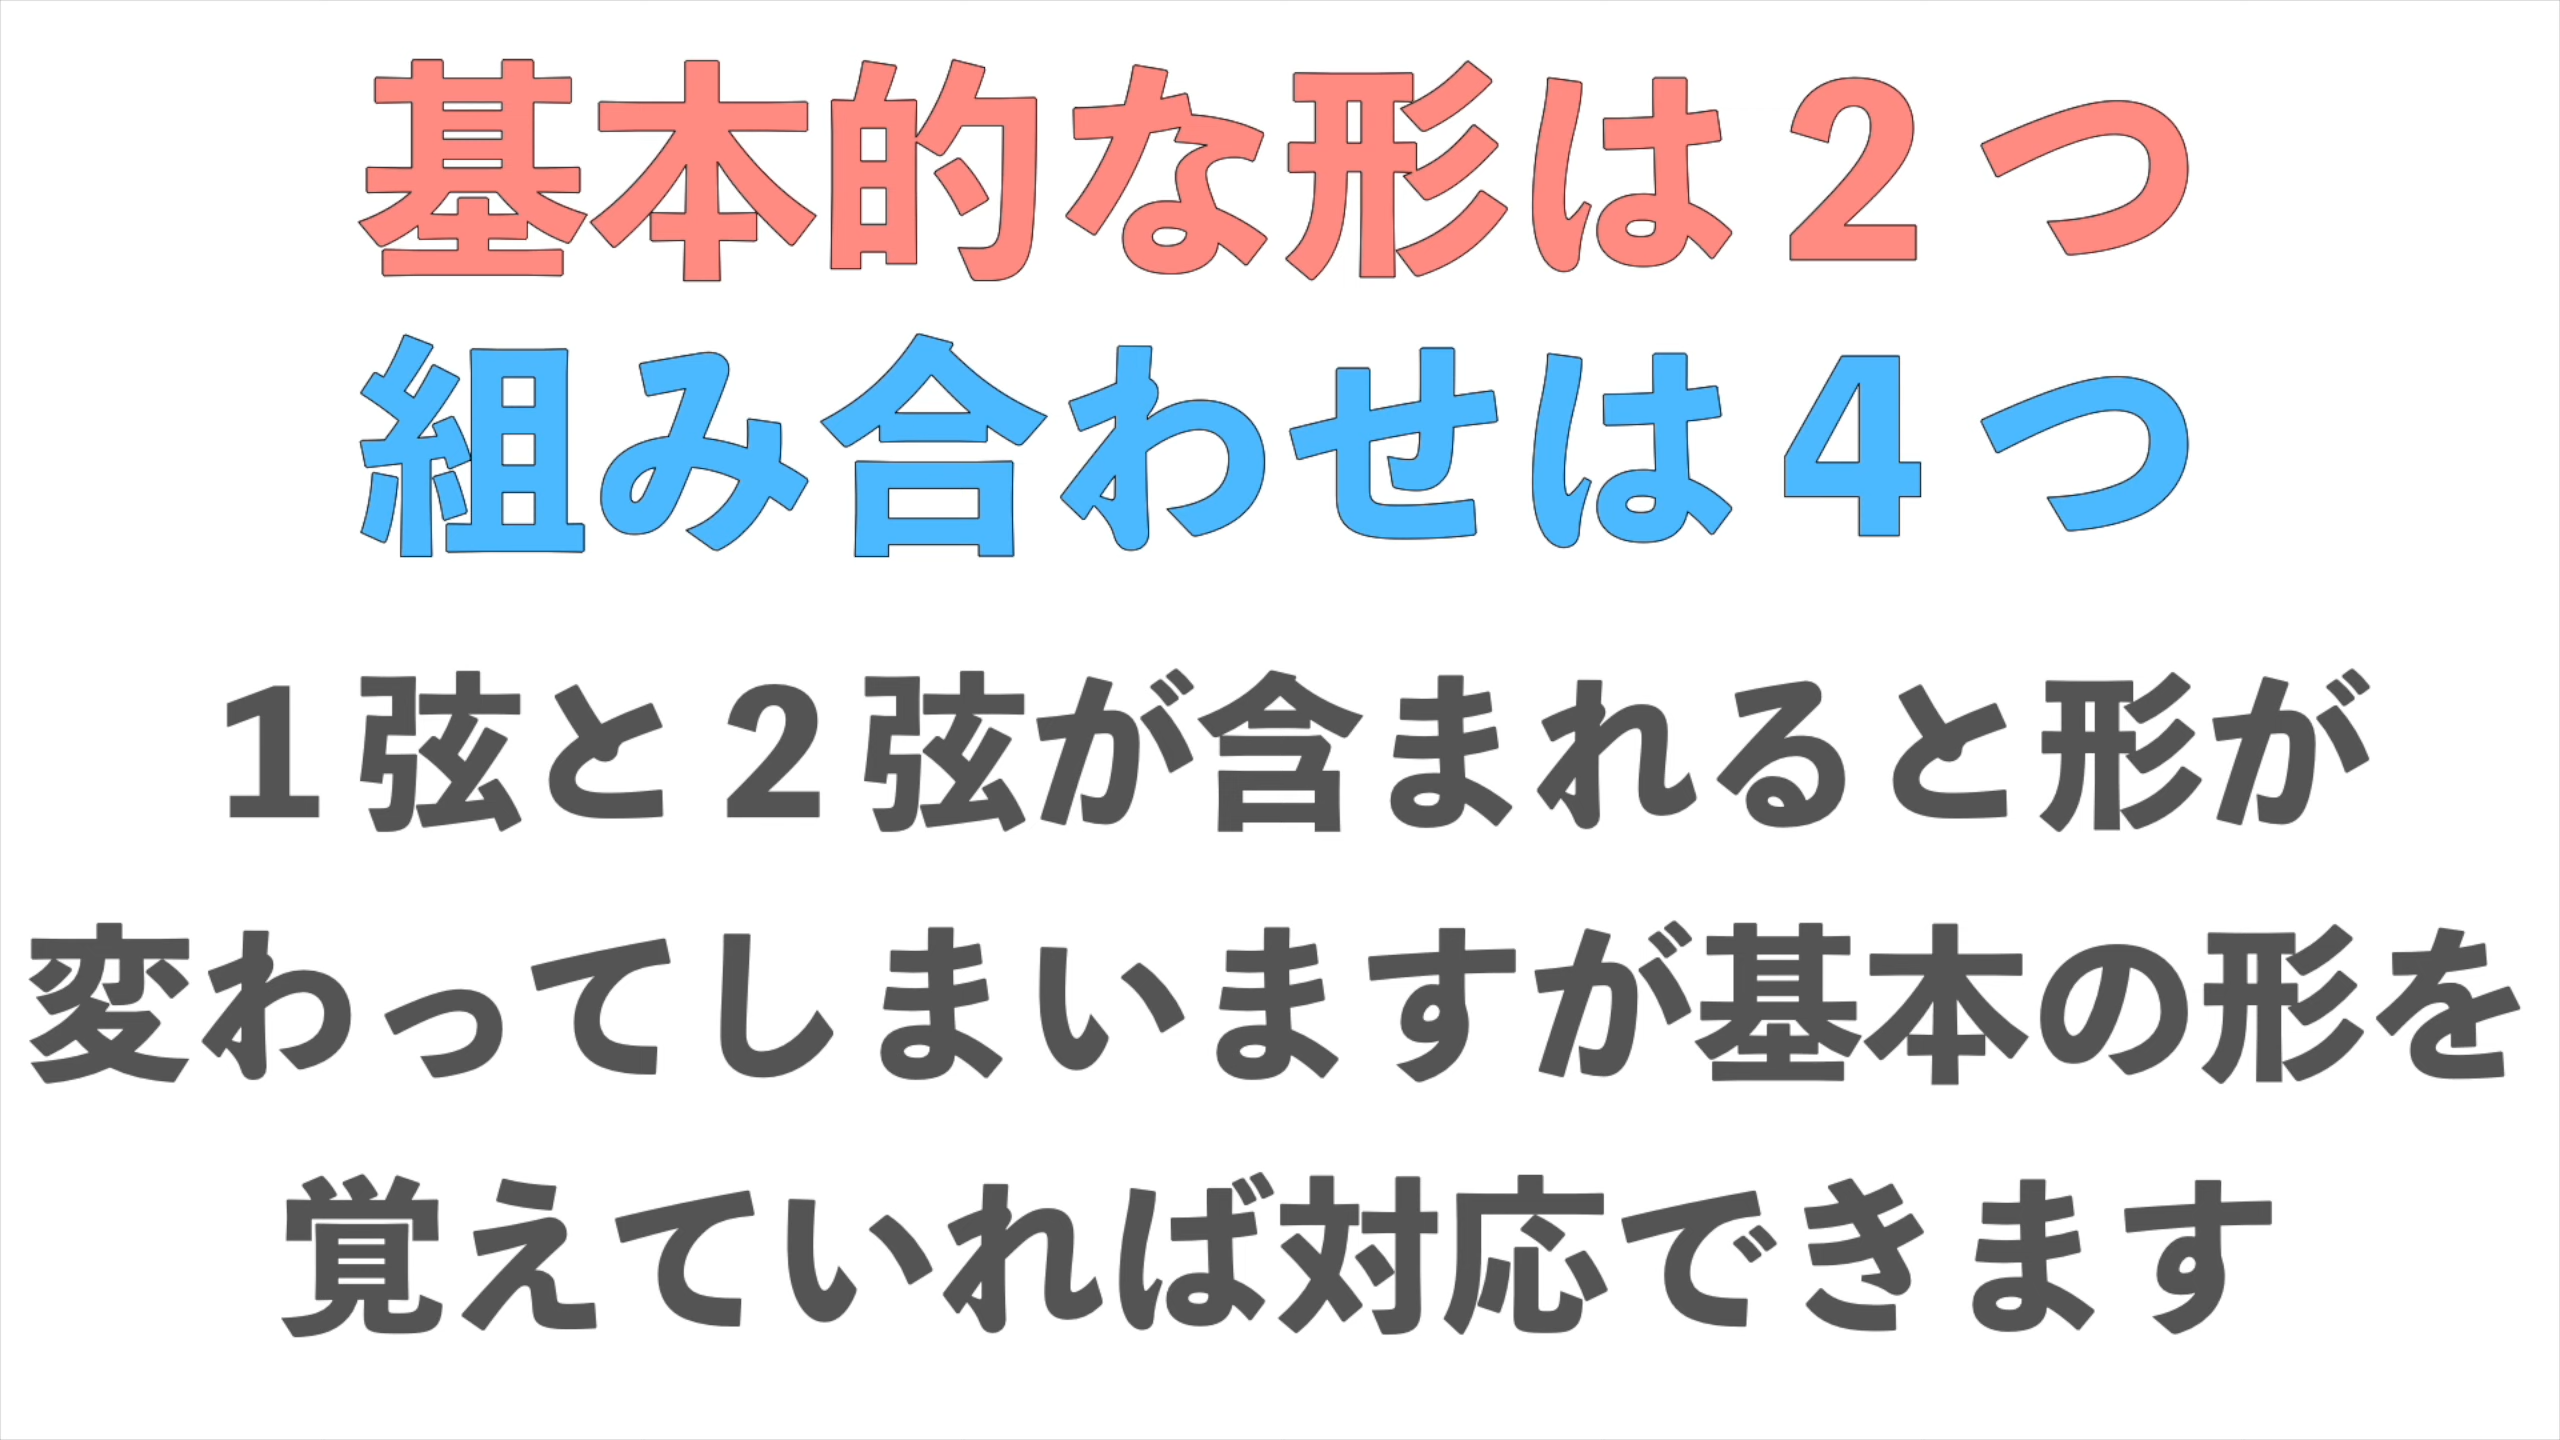 基本的な形は２つ
組み合わせは４つ
１弦と２弦が含まれると形が
変わってしまいますが基本の形を
覚えていれば対応できます